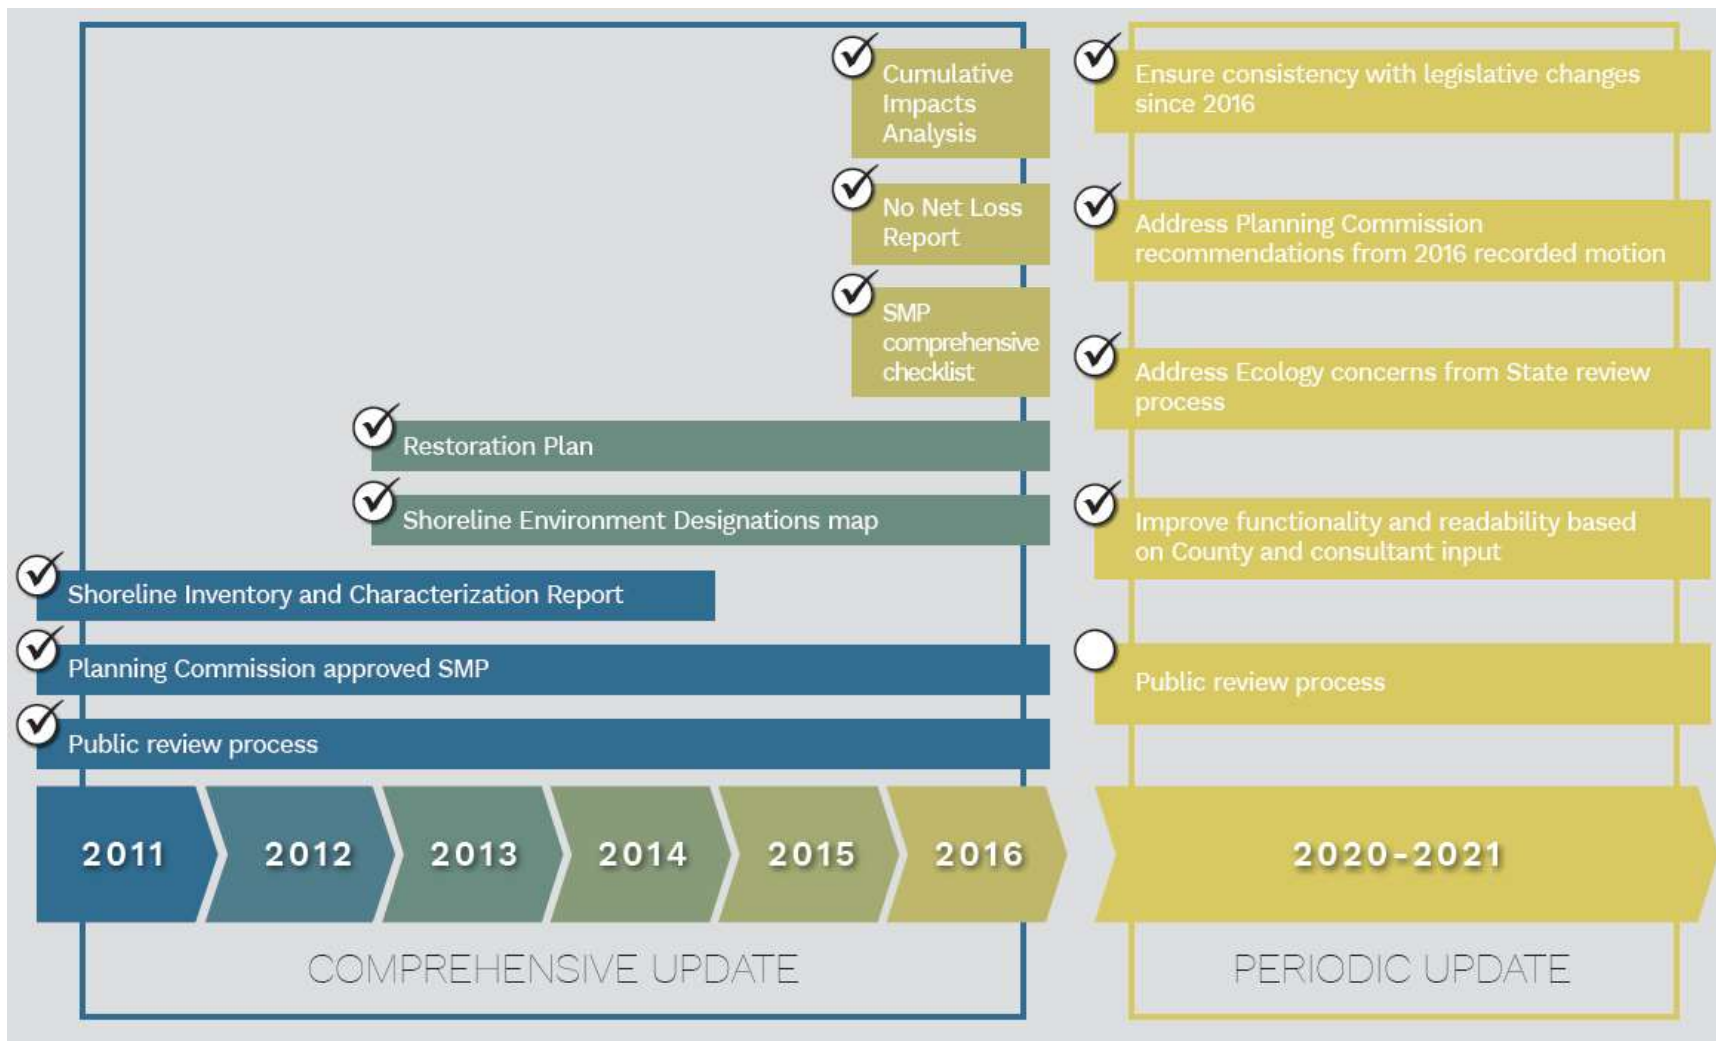 Cumulative
Impacts
Analysis
No Net Loss
Report
SMP
comprehensive
checklist
Restoration Plan
Shoreline Environment Designations map
Shoreline Inventory and Characterization Report
Planning Commission approved SMP
Public review process
Ensure consistency with legislative changes
since 2016
Address Planning Commission
recommendations from 2016 recorded motion
Address Ecology concerns from State review
process
Improve functionality and readability based
on County and consultant input
Public review process
2011
2012
2013
2014
2015
2016
2020-2021
COMPREHENSIVE UPDATE
PERIODIC UPDATE